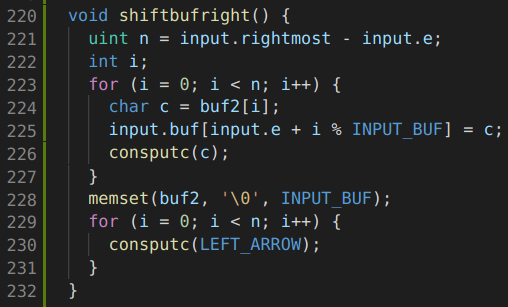 220 void shiftbufright() {
221   uint n = input.rightmost - input.e;
222   int i;
223   for (i = 0; i < n; i++) {
224     char c = buf2[i];
225     input.buf[input.e + i % INPUT_BUF] = c;
226     consputc(c);
227   }
228   memset(buf2, '\0', INPUT_BUF);
229   for (i = 0; i < n; i++) {
230     consputc(LEFT_ARROW);
231   }
232 }